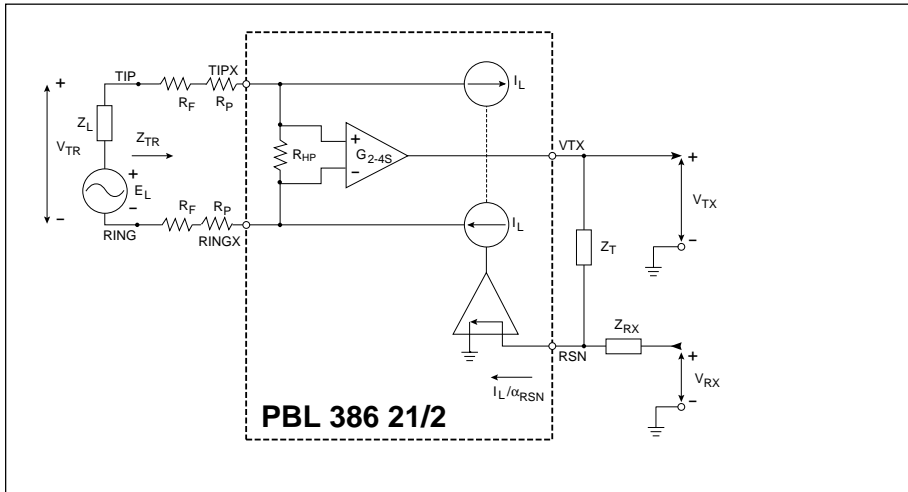 TIP
TIPX
+
R_F
R_P
I_L
Z_L
Z_TR
V_TR
R_HP
+
G_2-4S
−
VTX
+
+
E_L
−
−
V_TX
R_F
R_P
I_L
RING
RINGX
Z_T
−
Z_RX
RSN
+
I_L/α_RSN
V_RX
−
PBL 386 21/2